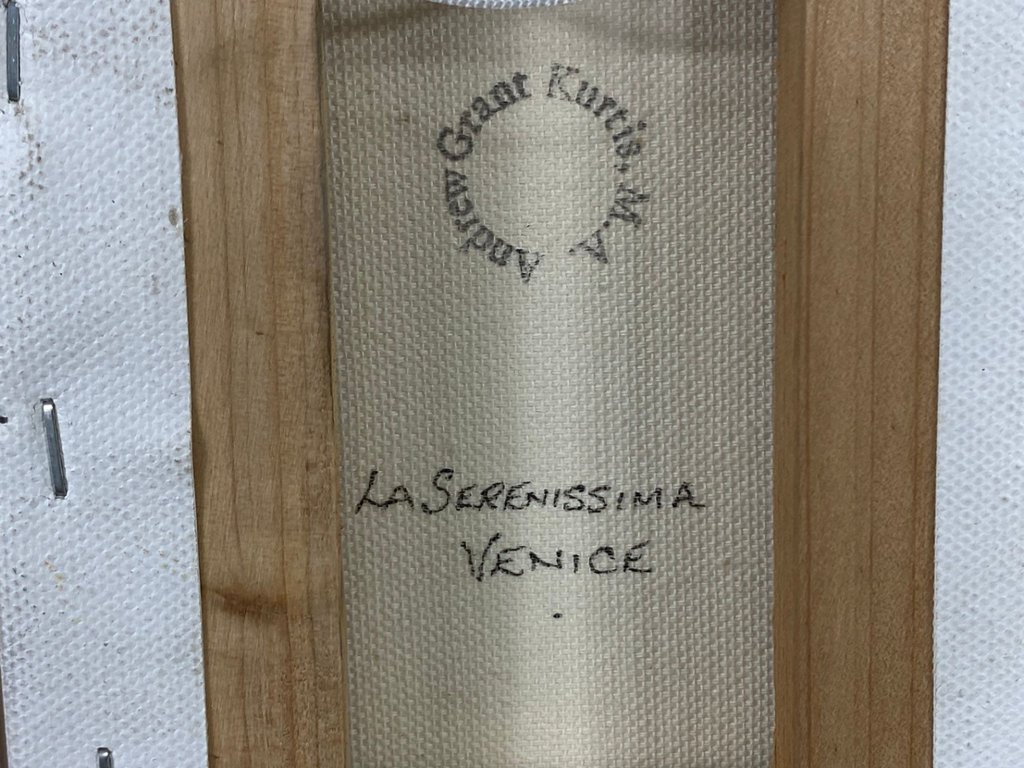 Andrew Grant Kurtis, M.A
LA SERENISSIMA
VENICE
.